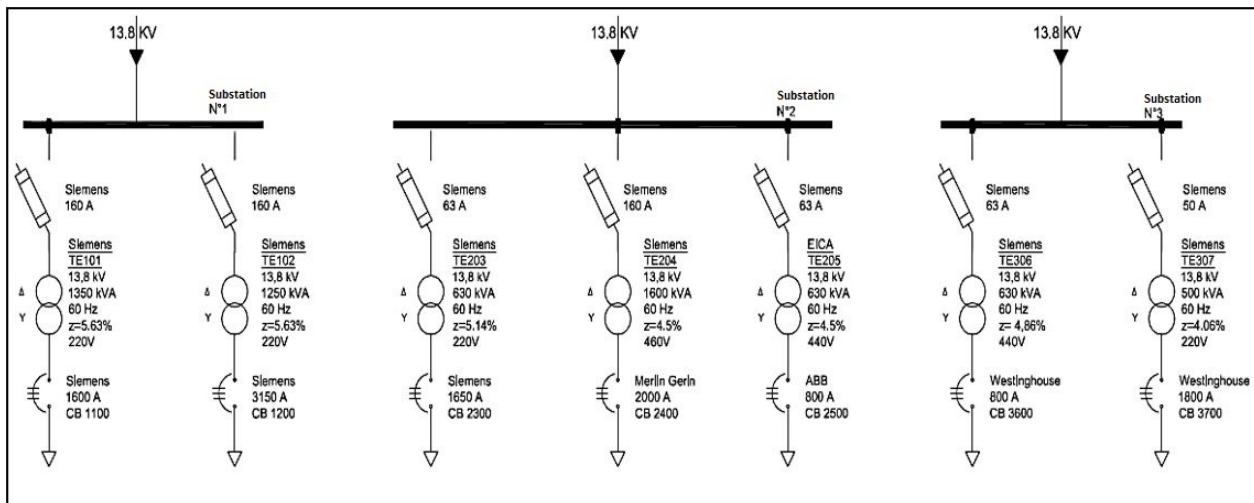 13.8 KV
Substation
N°1
Siemens
160 A
Siemens
TE101
13,8 kV
1350 kVA
60 Hz
z=5.63%
220V
Δ
Y
Siemens
1600 A
CB 1100
Siemens
160 A
Siemens
TE102
13,8 kV
1250 kVA
60 Hz
z=5.63%
220V
Δ
Y
Siemens
3150 A
CB 1200
13.8 KV
Substation
N°2
Siemens
63 A
Siemens
TE203
13,8 kV
630 kVA
60 Hz
z=5.14%
220V
Δ
Y
Siemens
1650 A
CB 2300
Siemens
160 A
Siemens
TE204
13,8 kV
1600 kVA
60 Hz
z=4.5%
460V
Δ
Y
Merlin Gerin
2000 A
CB 2400
Siemens
63 A
EICA
TE205
13,8 kV
630 kVA
60 Hz
z=4.5%
440V
Δ
Y
ABB
800 A
CB 2500
13.8 KV
Substation
N°3
Siemens
63 A
Siemens
TE306
13,8 kV
630 kVA
60 Hz
z= 4,86%
440V
Δ
Y
Westinghouse
800 A
CB 3600
Siemens
50 A
Siemens
TE307
13,8 kV
500 kVA
60 Hz
z=4.06%
220V
Δ
Y
Westinghouse
1800 A
CB 3700